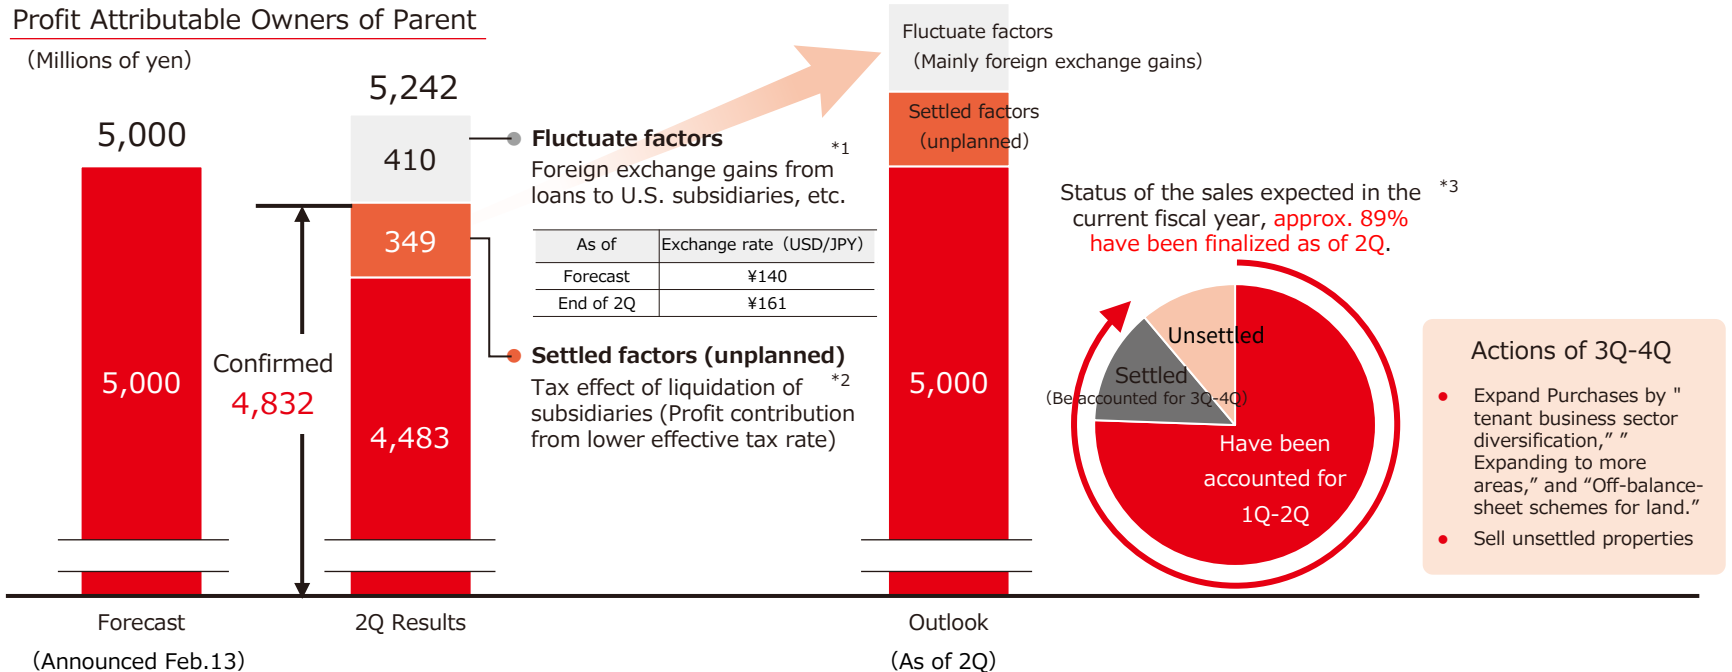 Profit Attributable Owners of Parent
（Millions of yen）
5,000
5,000
Forecast
（Announced Feb.13）
Confirmed
4,832
5,242
410
349
4,483
2Q Results
Fluctuate factors
Foreign exchange gains from *1
loans to U.S. subsidiaries, etc.
As of Exchange rate（USD/JPY）
Forecast ¥140
End of 2Q ¥161
Settled factors (unplanned)
Tax effect of liquidation of *2
subsidiaries (Profit contribution
from lower effective tax rate)
Fluctuate factors
（Mainly foreign exchange gains）
Settled factors
（unplanned）
5,000
Outlook
（As of 2Q）
Status of the sales expected in the *3
current fiscal year, approx. 89%
have been finalized as of 2Q.
Unsettled
Settled
（Be accounted for 3Q-4Q）
Have been
accounted for
1Q-2Q
Actions of 3Q-4Q
● Expand Purchases by "
tenant business sector
diversification,” ”
Expanding to more
areas,” and “Off-balance-
sheet schemes for land.”
● Sell unsettled properties